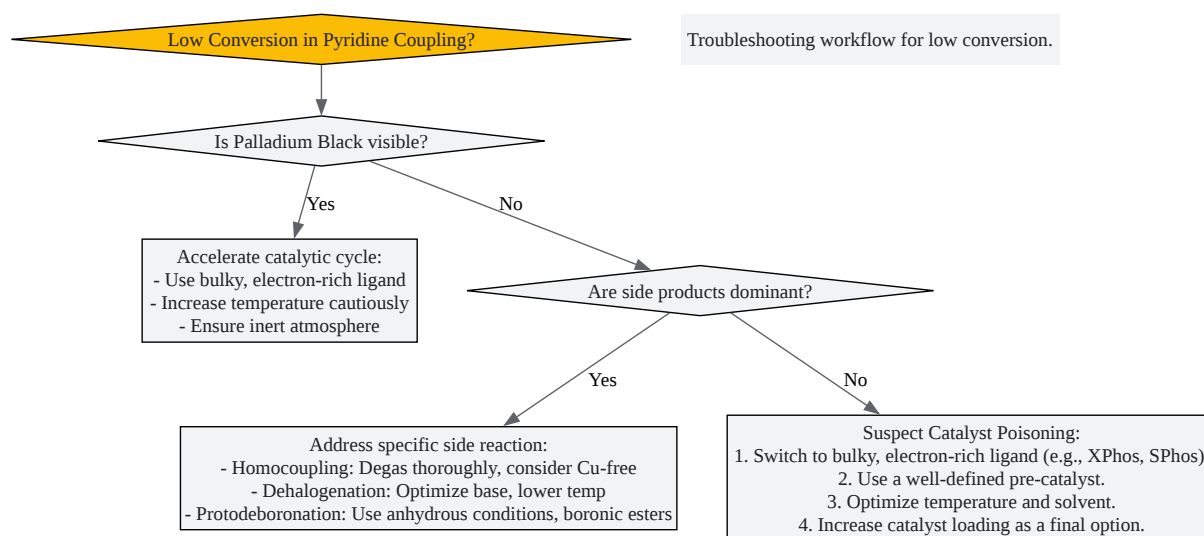 Low Conversion in Pyridine Coupling?
Troubleshooting workflow for low conversion.
Is Palladium Black visible?
Yes
No
Accelerate catalytic cycle:
- Use bulky, electron-rich ligand
- Increase temperature cautiously
- Ensure inert atmosphere
Are side products dominant?
Yes
No
Address specific side reaction:
- Homocoupling: Degas thoroughly, consider Cu-free
- Dehalogenation: Optimize base, lower temp
- Protodeboronation: Use anhydrous conditions, boronic esters
Suspect Catalyst Poisoning:
1. Switch to bulky, electron-rich ligand (e.g., XPhos, SPhos)
2. Use a well-defined pre-catalyst.
3. Optimize temperature and solvent.
4. Increase catalyst loading as a final option.